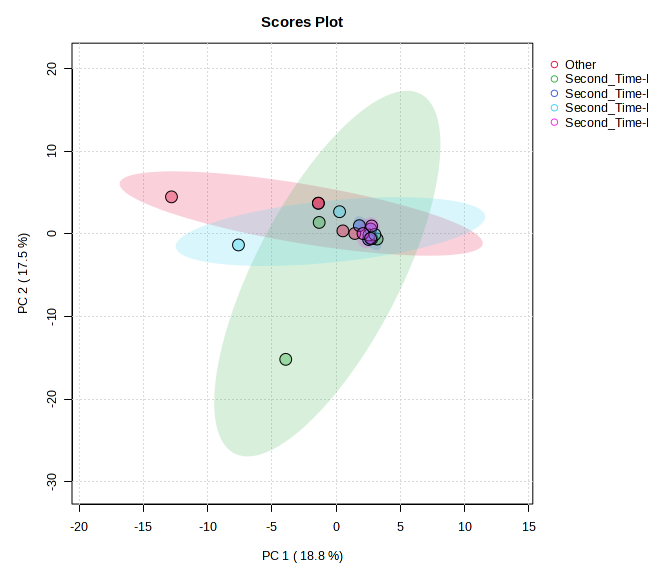 Scores Plot
Other
Second_Time-
Second_Time-
Second_Time-
Second_Time-
20
10
0
-10
-20
-30
PC 2 ( 17.5 %)
-20 -15 -10 -5 0 5 10 15
PC 1 ( 18.8 %)